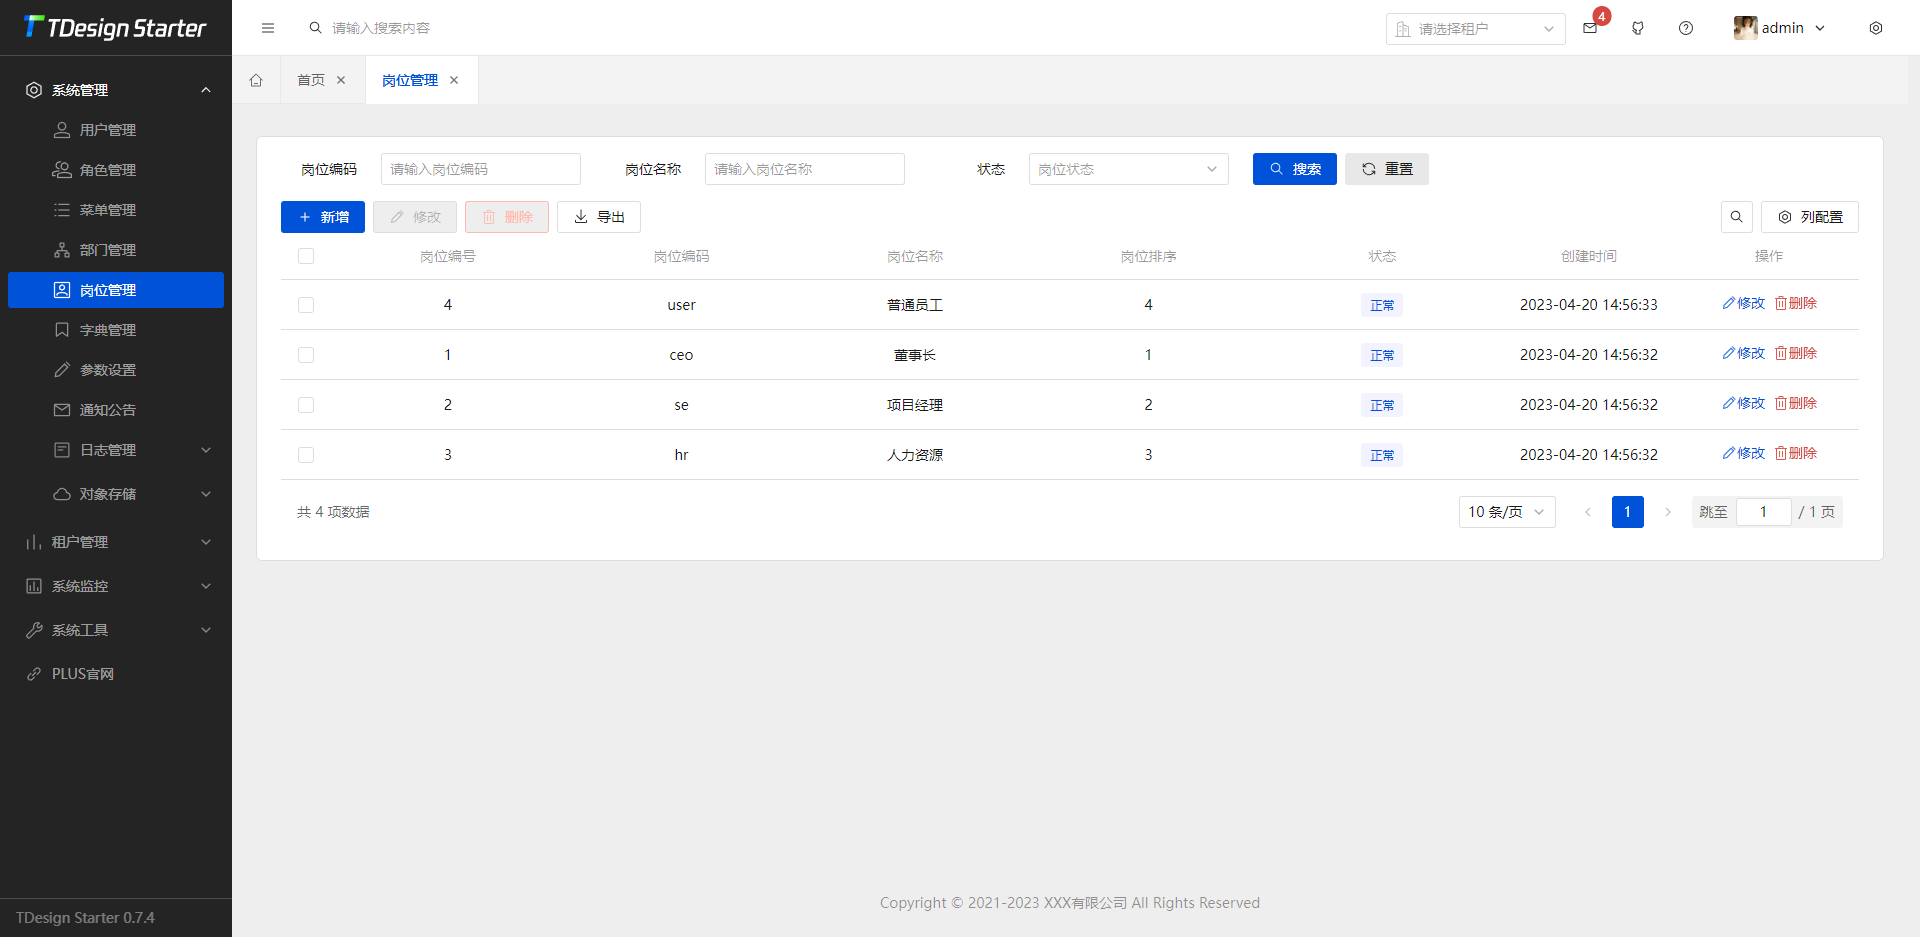 TDesign Starter
请输入搜索内容
请选择租户
4
admin
系统管理
用户管理
角色管理
菜单管理
部门管理
岗位管理
字典管理
参数设置
通知公告
日志管理
对象存储
租户管理
系统监控
系统工具
PLUS官网
TDesign Starter 0.7.4
首页
岗位管理
岗位编码 请输入岗位编码 岗位名称 请输入岗位名称 状态 岗位状态 搜索 重置
新增 修改 删除 导出 列配置
岗位编号 岗位编码 岗位名称 岗位排序 状态 创建时间 操作
4 user 普通员工 4 正常 2023-04-20 14:56:33 修改 删除
1 ceo 董事长 1 正常 2023-04-20 14:56:32 修改 删除
2 se 项目经理 2 正常 2023-04-20 14:56:32 修改 删除
3 hr 人力资源 3 正常 2023-04-20 14:56:32 修改 删除
共 4 项数据 10 条/页 1 跳至 1 / 1 页
Copyright © 2021-2023 XXX有限公司 All Rights Reserved